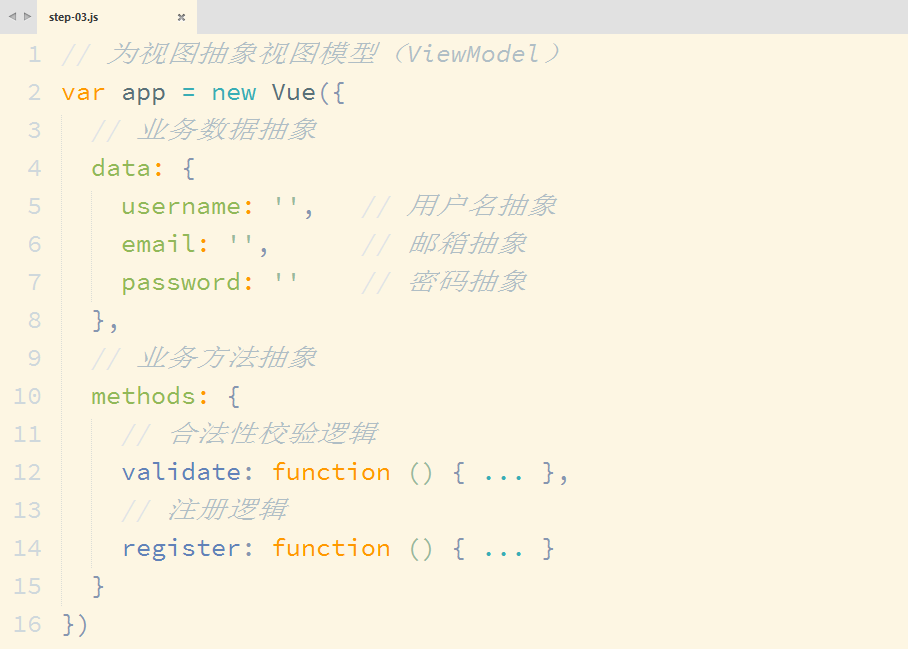 step-03.js
1 // 为视图抽象视图模型（ViewModel）
2 var app = new Vue({
3 // 业务数据抽象
4 data: {
5 username: '', // 用户名抽象
6 email: '', // 邮箱抽象
7 password: '' // 密码抽象
8 },
9 // 业务方法抽象
10 methods: {
11 // 合法性校验逻辑
12 validate: function () { ... },
13 // 注册逻辑
14 register: function () { ... }
15 }
16 })